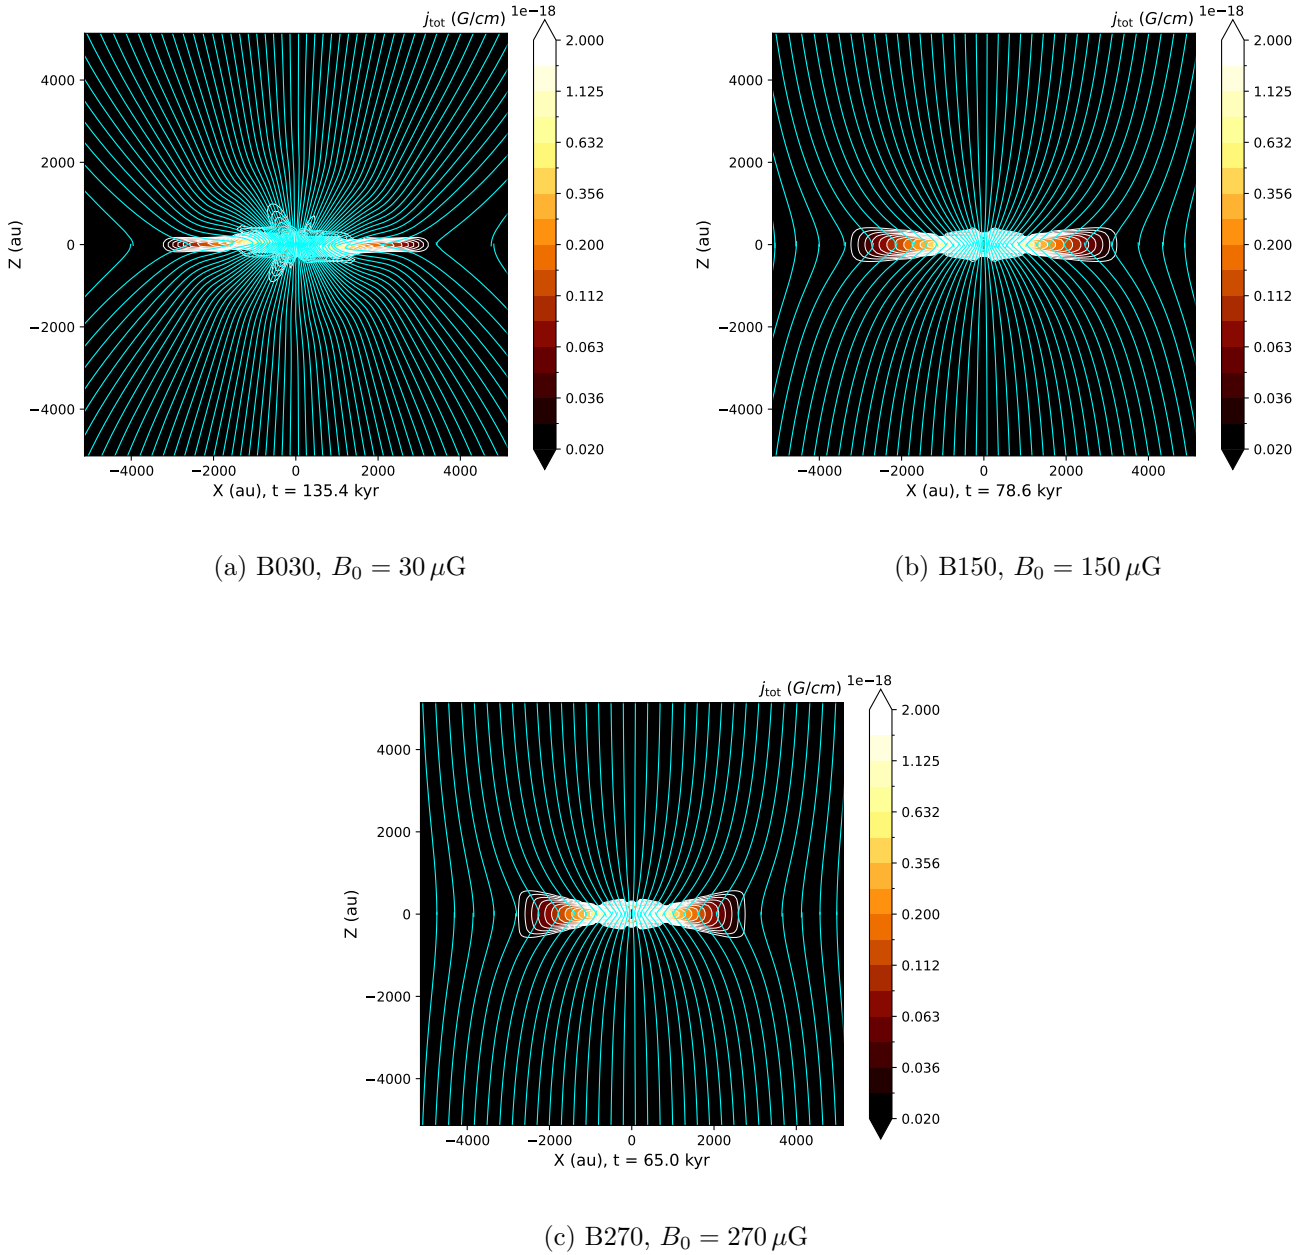 j_tot (G/cm) 1e−18
2.000
1.125
0.632
0.356
0.200
0.112
0.063
0.036
0.020
4000
2000
0
−2000
−4000
Z (au)
−4000 −2000 0 2000 4000
X (au), t = 135.4 kyr
(a) B030, B_0 = 30 μG
j_tot (G/cm) 1e−18
2.000
1.125
0.632
0.356
0.200
0.112
0.063
0.036
0.020
4000
2000
0
−2000
−4000
Z (au)
−4000 −2000 0 2000 4000
X (au), t = 78.6 kyr
(b) B150, B_0 = 150 μG
j_tot (G/cm) 1e−18
2.000
1.125
0.632
0.356
0.200
0.112
0.063
0.036
0.020
4000
2000
0
−2000
−4000
Z (au)
−4000 −2000 0 2000 4000
X (au), t = 65.0 kyr
(c) B270, B_0 = 270 μG